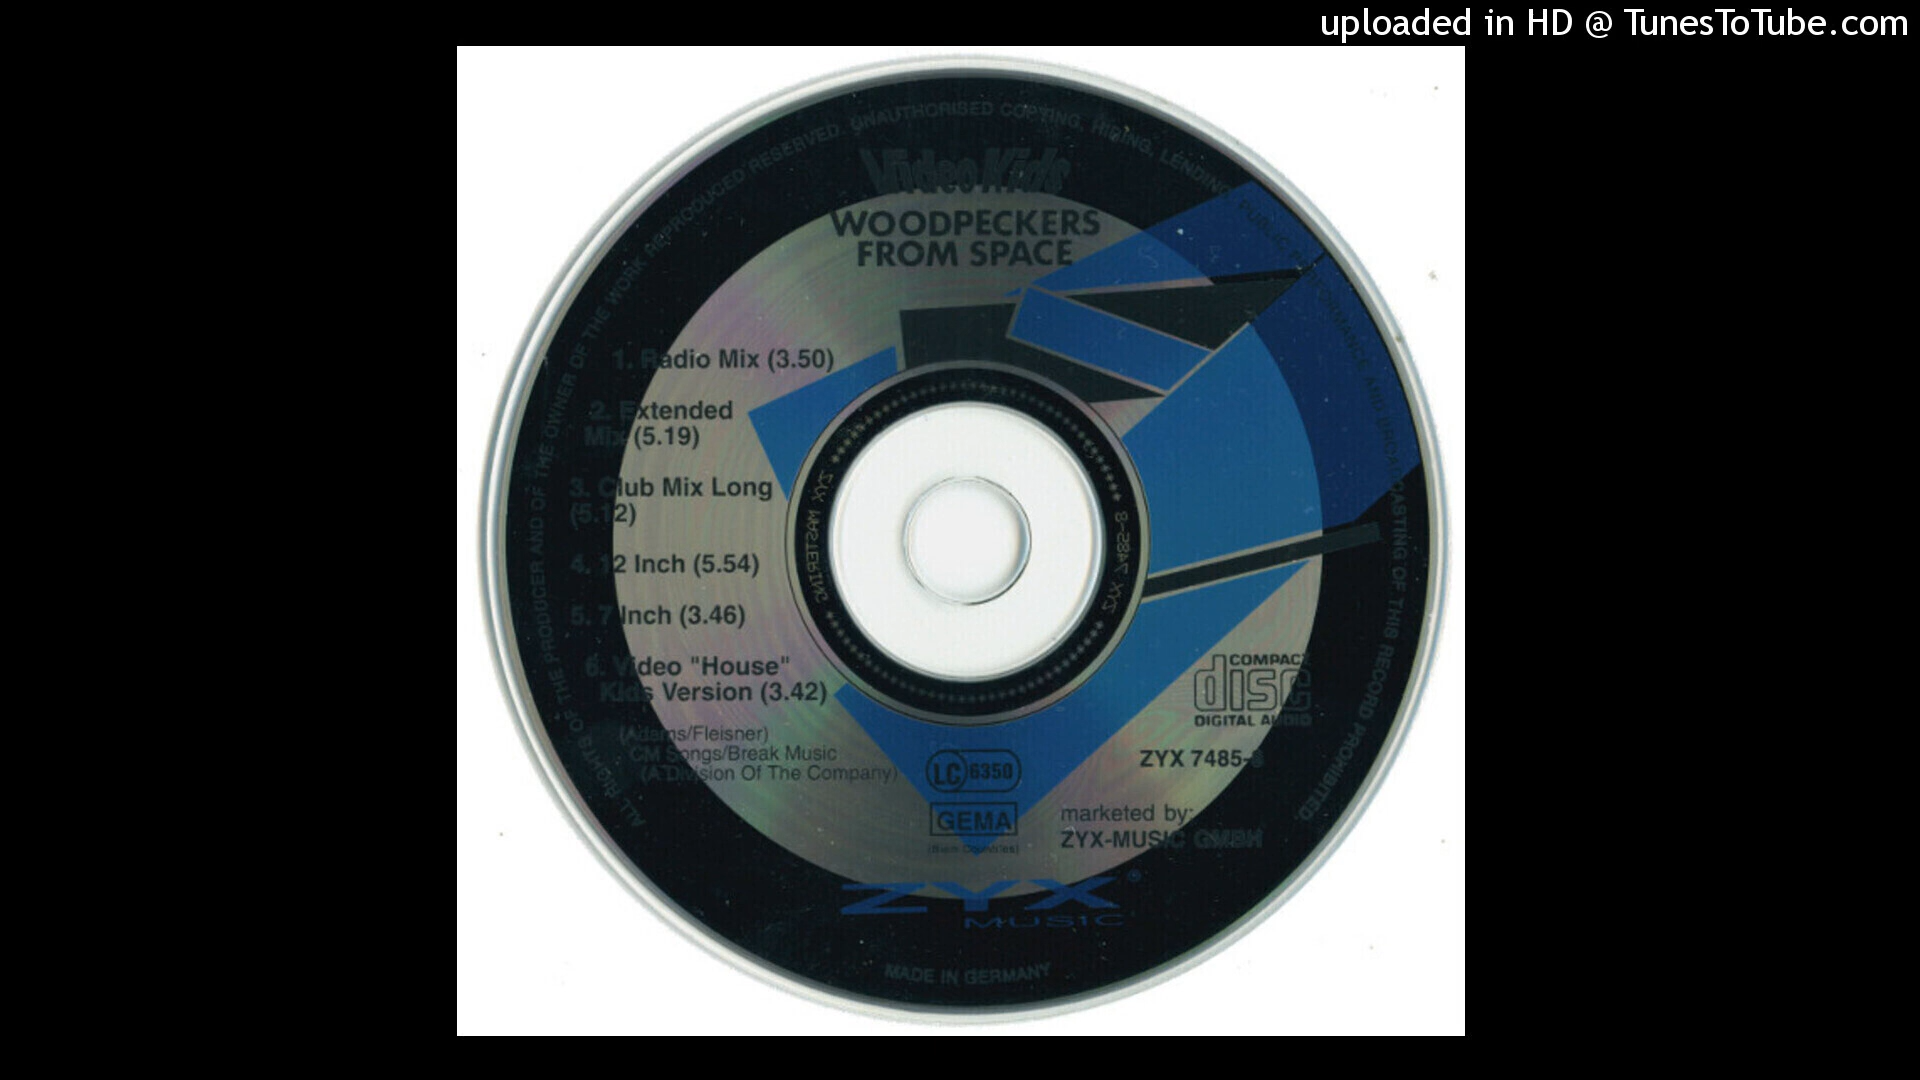 uploaded in HD @ TunesToTube.com
ALL RIGHTS OF THE PRODUCER AND OF THE OWNER OF THE WORK REPRODUCED RESERVED. UNAUTHORISED COPYING, HIRING, LENDING, PUBLIC PERFORMANCE AND BROADCASTING OF THIS RECORD PROHIBITED.
Video Kids
WOODPECKERS
FROM SPACE
1. Radio Mix (3.50)
2. Extended
Mix (5.19)
3. Club Mix Long
(5.12)
4. 12 Inch (5.54)
5. 7 Inch (3.46)
6. Video "House"
Kids Version (3.42)
(Adams/Fleisner)
CM Songs/Break Music
(A Division Of The Company)
ZYX MASTERING
ZYX 7485-8
COMPACT
disc
DIGITAL AUDIO
ZYX 7485-8
LC 6350
GEMA
marketed by:
ZYX-MUSIC GMBH
ZYX®
MUSIC
MADE IN GERMANY